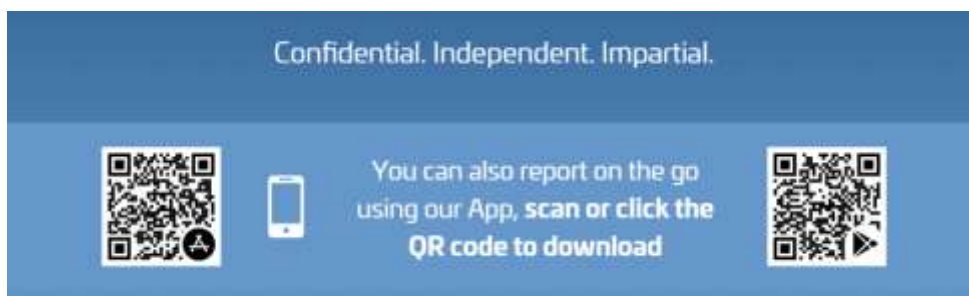 Confidential. Independent. Impartial.
You can also report on the go
using our App, scan or click the
QR code to download